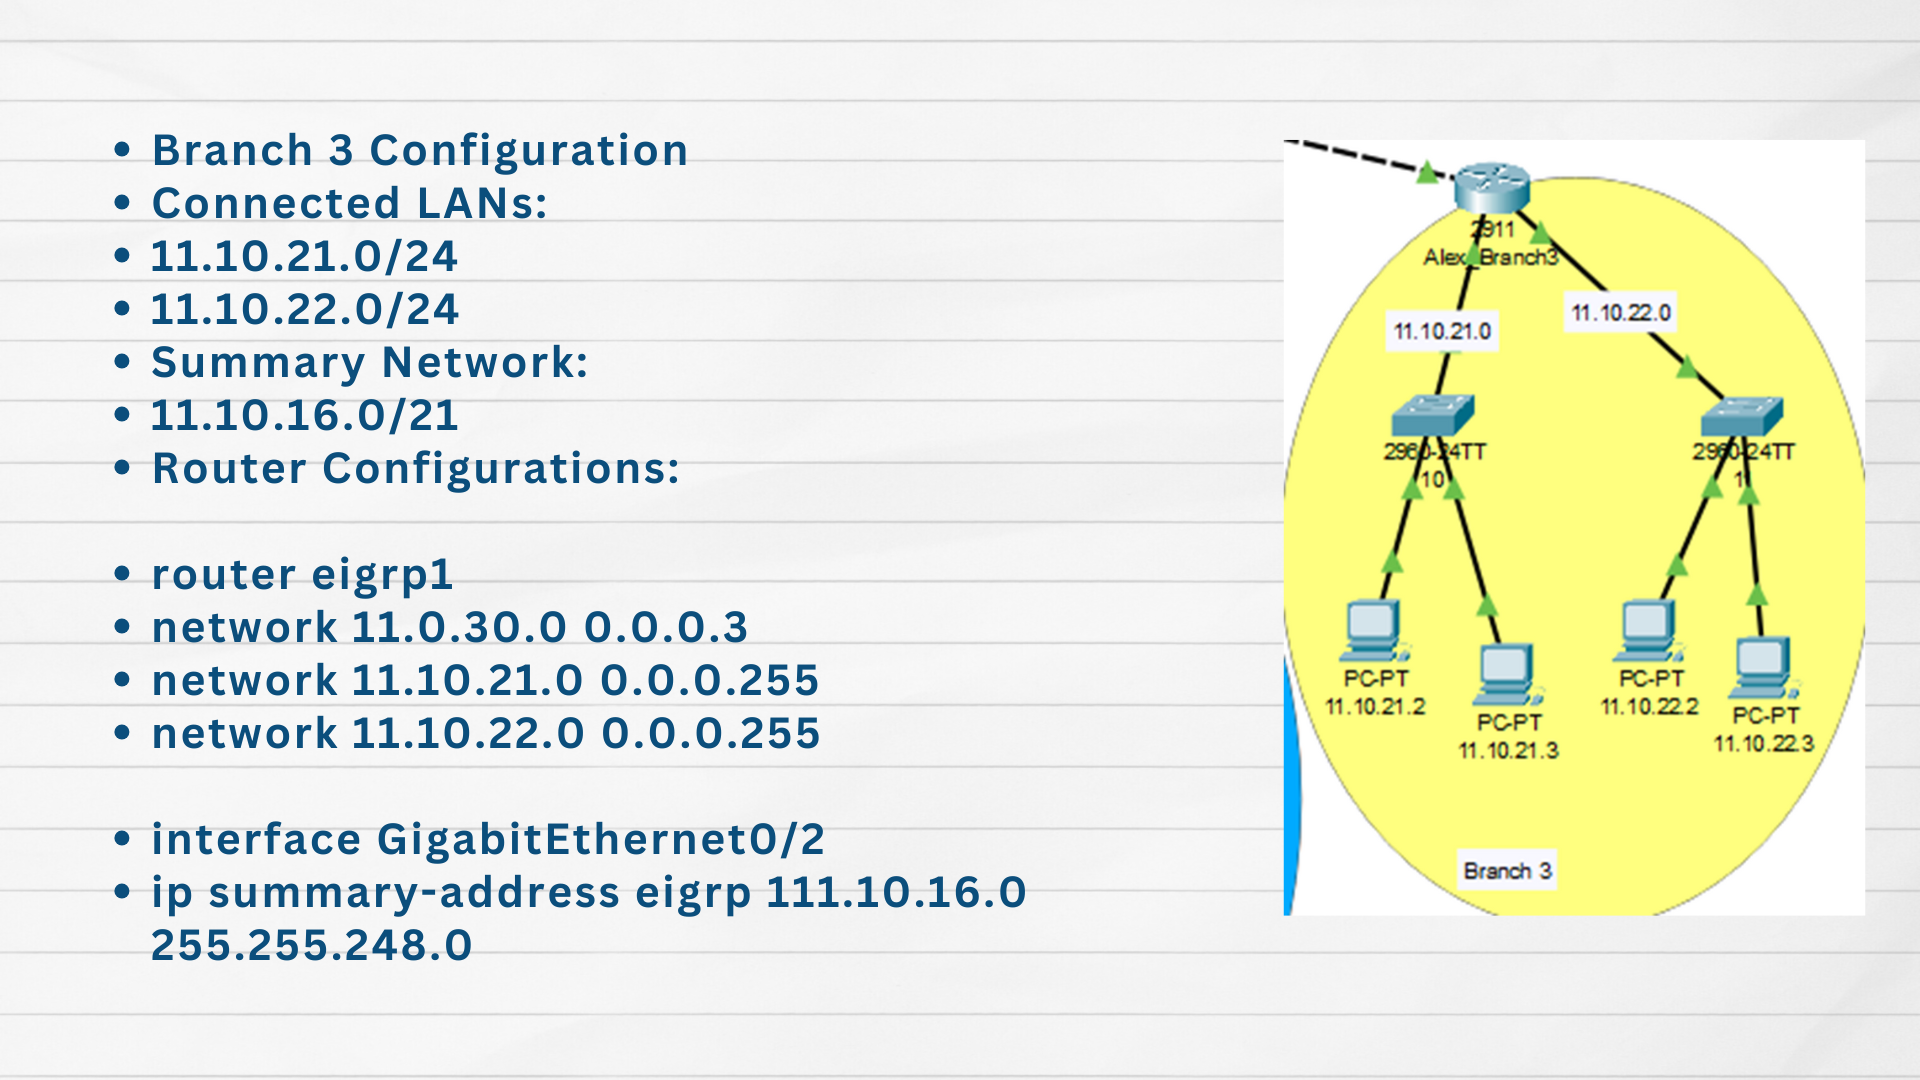 • Branch 3 Configuration
• Connected LANs:
• 11.10.21.0/24
• 11.10.22.0/24
• Summary Network:
• 11.10.16.0/21
• Router Configurations:
• router eigrp1
• network 11.0.30.0 0.0.0.3
• network 11.10.21.0 0.0.0.255
• network 11.10.22.0 0.0.0.255
• interface GigabitEthernet0/2
• ip summary-address eigrp 111.10.16.0
255.255.248.0
2911
Alex_Branch3
11.10.21.0
11.10.22.0
2960-24TT
10
2960-24TT
PC-PT
11.10.21.2
PC-PT
11.10.21.3
PC-PT
11.10.22.2
PC-PT
11.10.22.3
Branch 3